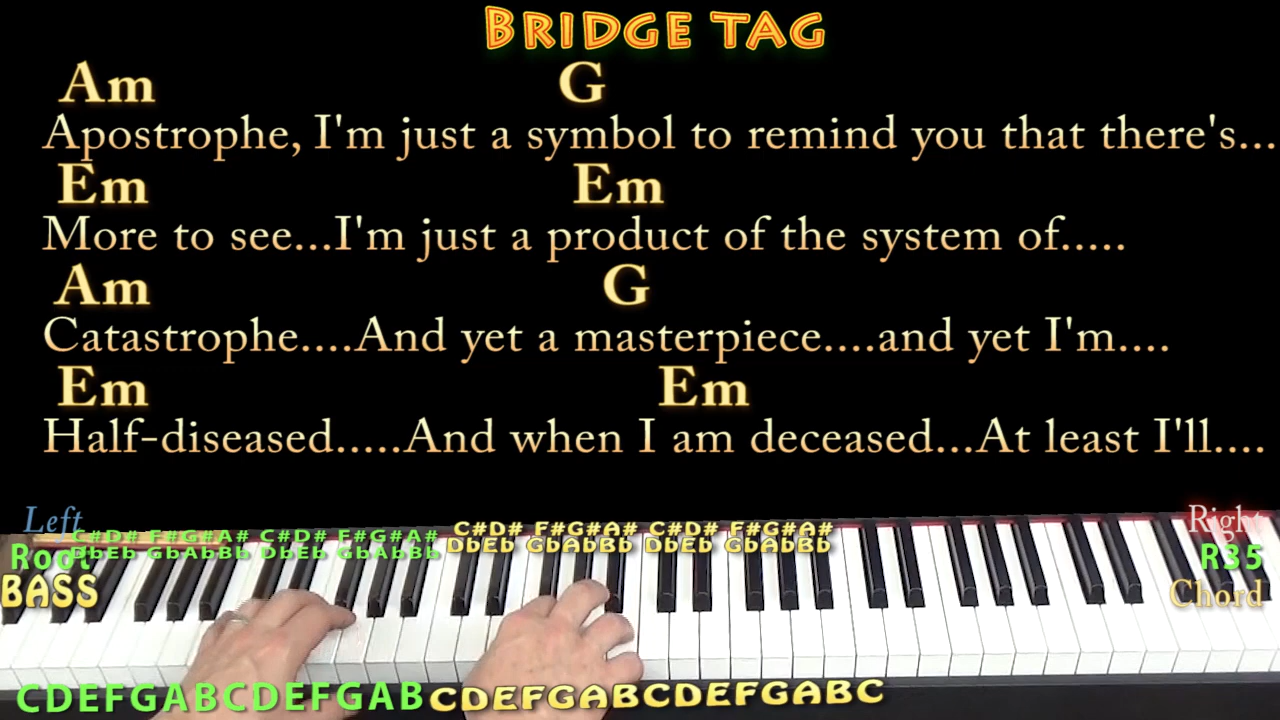 BRIDGE TAG
Am G
Apostrophe, I'm just a symbol to remind you that there's...
Em Em
More to see...I'm just a product of the system of.....
Am G
Catastrophe....And yet a masterpiece....and yet I'm....
Em Em
Half-diseased.....And when I am deceased...At least I'll....
Left Right
C#D# F#G#A# C#D# F#G#A# C#D# F#G#A# C#D# F#G#A#
DbEb GbAbBb DbEb GbAbBb DbEb GbAbBb DbEb GbAbBb
Root R35
BASS Chord
CDEFGABCDEFGAB CDEFGABCDEFGABC